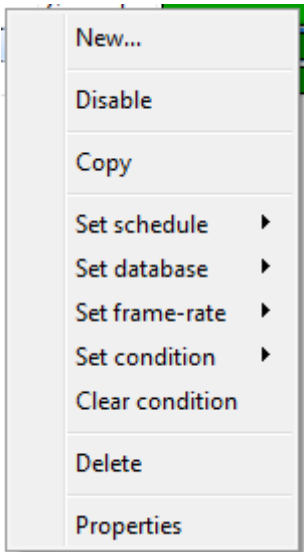 New...
Disable
Copy
Set schedule
Set database
Set frame-rate
Set condition
Clear condition
Delete
Properties